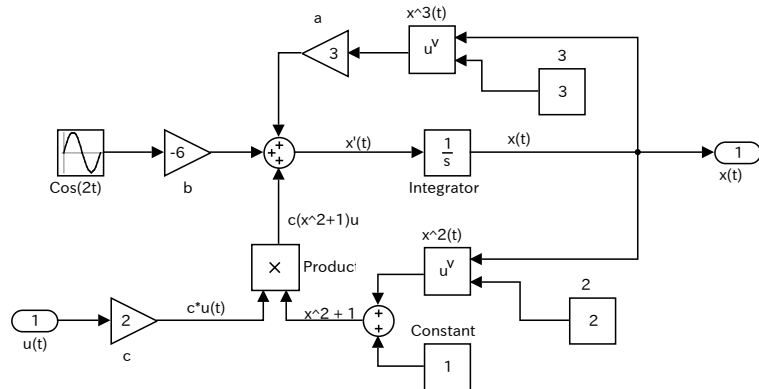 a
x^3(t)
3
u^v
3
3
Cos(2t)
-6
b
+
+
+
x'(t)
1
s
Integrator
x(t)
1
x(t)
c(x^2+1)u
×
Product
x^2(t)
u^v
2
2
1
u(t)
2
c
c*u(t)
x^2 + 1
+
+
Constant
1